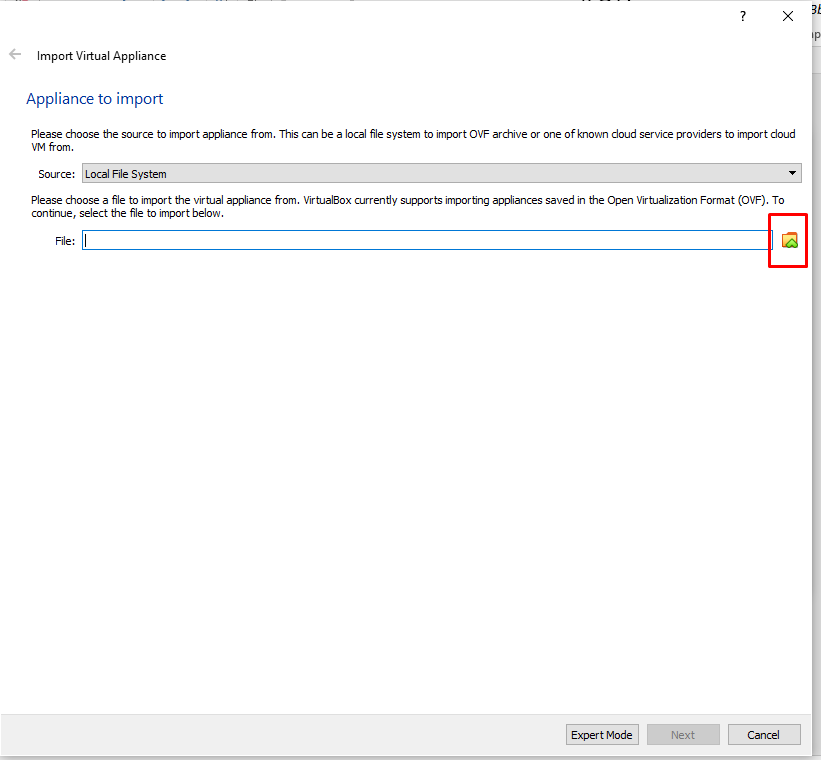 ?
Import Virtual Appliance
Appliance to import
Please choose the source to import appliance from. This can be a local file system to import OVF archive or one of known cloud service providers to import cloud
VM from.
Source: Local File System
Please choose a file to import the virtual appliance from. VirtualBox currently supports importing appliances saved in the Open Virtualization Format (OVF). To
continue, select the file to import below.
File:
Expert Mode Next Cancel